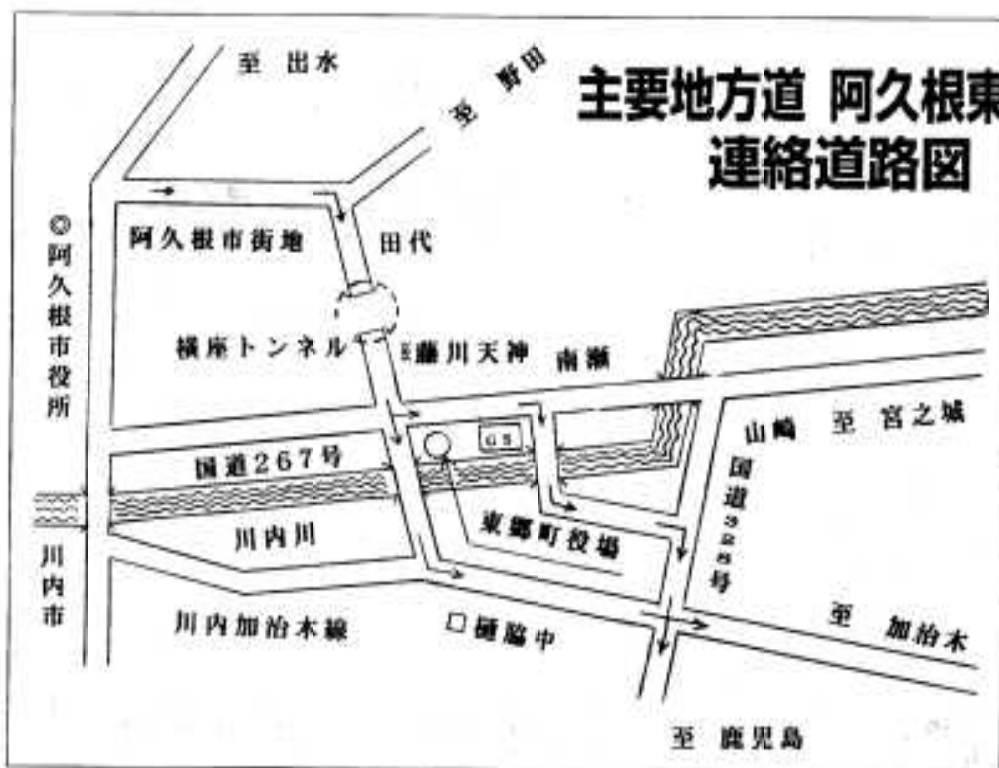 至 出水
至 野田
主要地方道 阿久根東
連絡道路図
◎阿久根市役所
阿久根市街地
田代
横座トンネル
至藤川天神
南瀬
国道267号
GS
山崎
至 宮之城
国道328号
川内川
東郷町役場
川内市
川内加治木線
□樋脇中
至 加治木
至 鹿児島